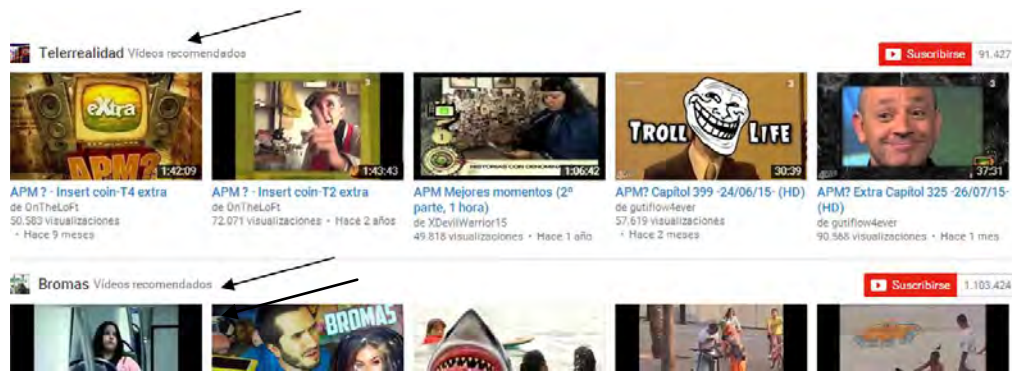 Telerrealidad Vídeos recomendados
Suscribirse 91.427
eXtra
APM?
1:42:09
3
1:43:43
HISTORIAS CON DENOMINACIÓN
1:06:42
TROLL LIFE
3
30:39
3
37:31
APM ? - Insert coin-T4 extra
de OnTheLoFt
50.583 visualizaciones
• Hace 9 meses
APM ? - Insert coin-T2 extra
de OnTheLoFt
72.071 visualizaciones • Hace 2 años
APM Mejores momentos (2º
parte, 1 hora)
de XDevilWarrior15
49.818 visualizaciones • Hace 1 año
APM? Capítol 399 -24/06/15- (HD)
de gutiflow4ever
57.619 visualizaciones
• Hace 2 meses
APM? Extra Capítol 325 -26/07/15-
(HD)
de gutiflow4ever
90.568 visualizaciones • Hace 1 mes
Bromas Vídeos recomendados
Suscribirse 1.103.424
BROMAS